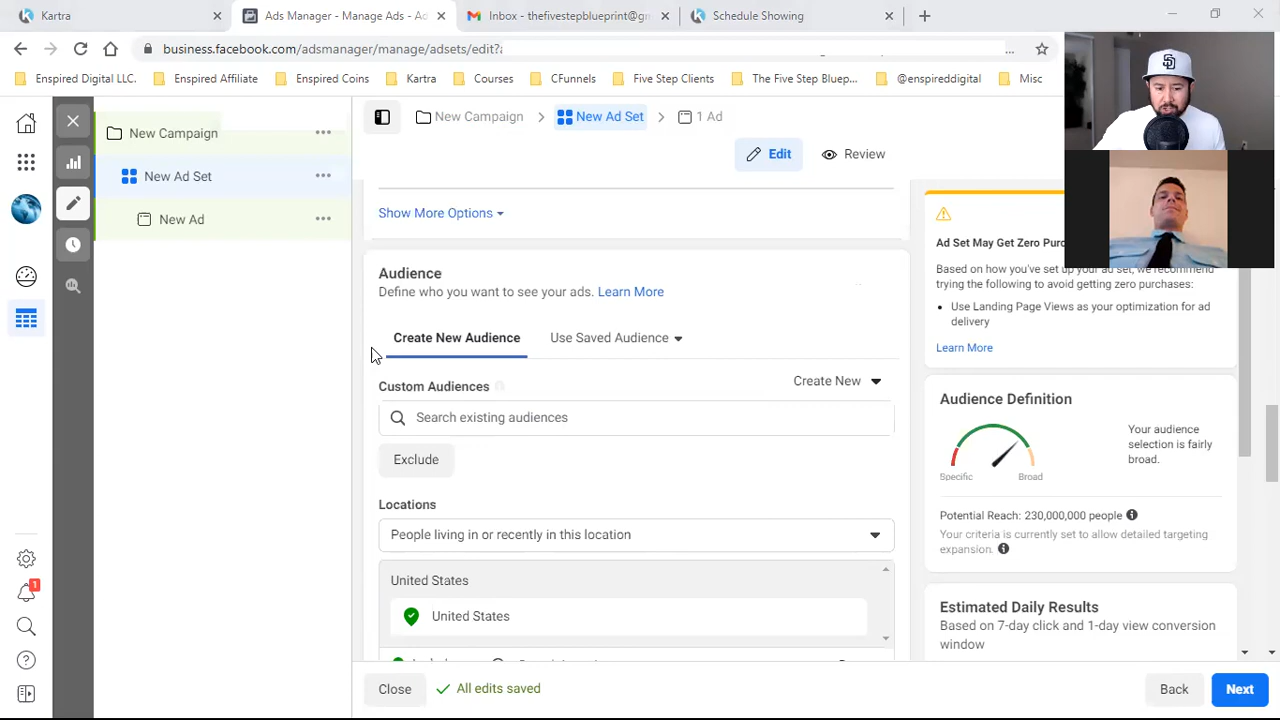 Kartra
Ads Manager - Manage Ads - Ad
Inbox - thefivestepblueprint@gm
Schedule Showing
business.facebook.com/adsmanager/manage/adsets/edit?
...
Enspired Digital LLC.
Enspired Affiliate
Enspired Coins
Kartra
Courses
CFunnels
Five Step Clients
The Five Step Bluep...
@enspireddigital
Misc
New Campaign
New Ad Set
New Ad
New Campaign
New Ad Set
1 Ad
Edit
Review
Show More Options
Audience
Define who you want to see your ads. Learn More
Create New Audience
Use Saved Audience
Custom Audiences
Create New
Search existing audiences
Exclude
Locations
People living in or recently in this location
United States
United States
Close
All edits saved
Back
Next
Ad Set May Get Zero
Based on how you've set up your ad set, we recommend
trying the following to avoid getting zero purchases:
• Use Landing Page Views as your optimization for ad
delivery
Learn More
Audience Definition
Your audience
selection is fairly
broad.
Specific
Broad
Potential Reach: 230,000,000 people
Your criteria is currently set to allow detailed targeting
expansion.
Estimated Daily Results
Based on 7-day click and 1-day view conversion
window
1
SD